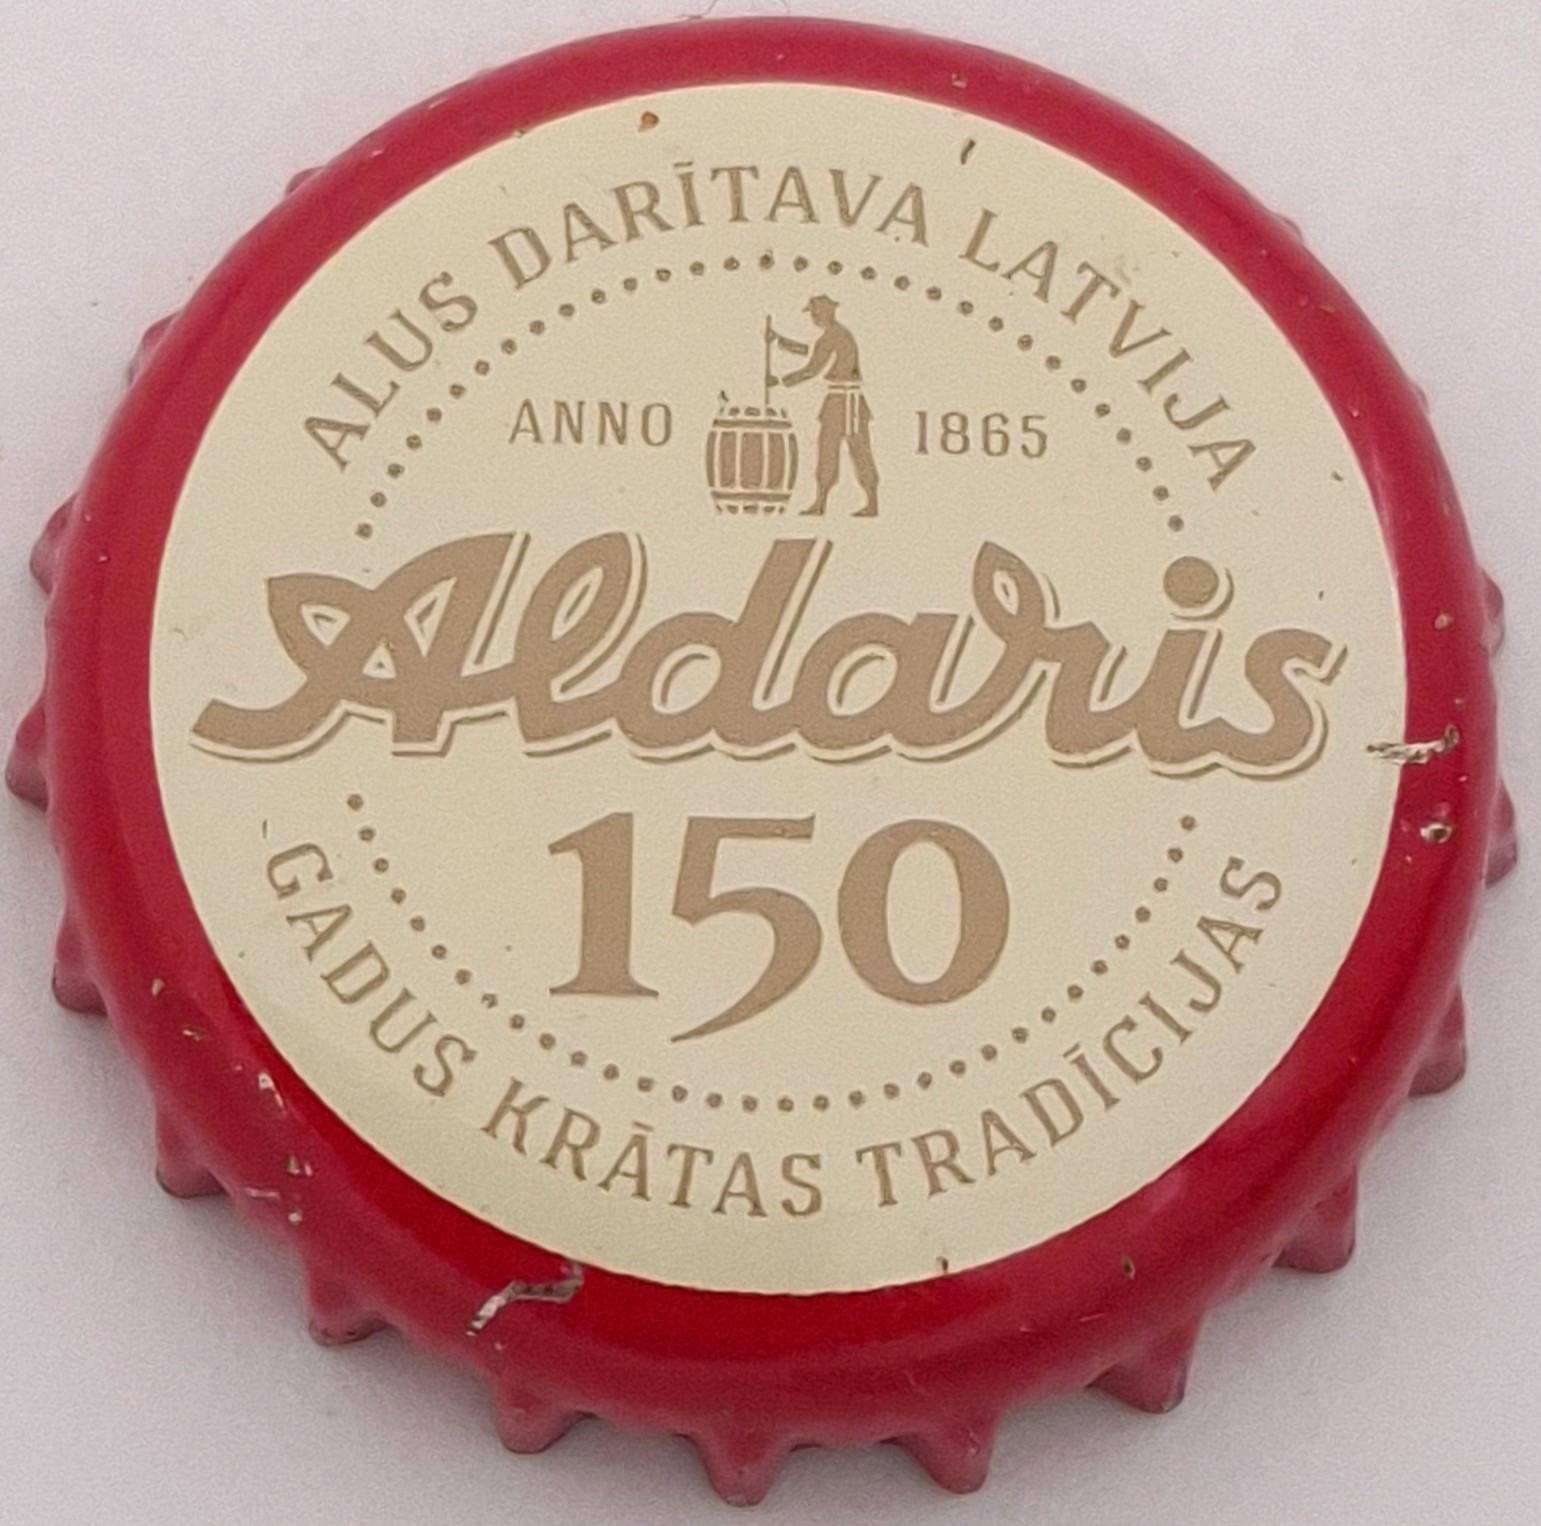 ALUS DARĪTAVA LATVIJA
ANNO 1865
Aldaris
150
GADUS KRĀTAS TRADĪCIJAS